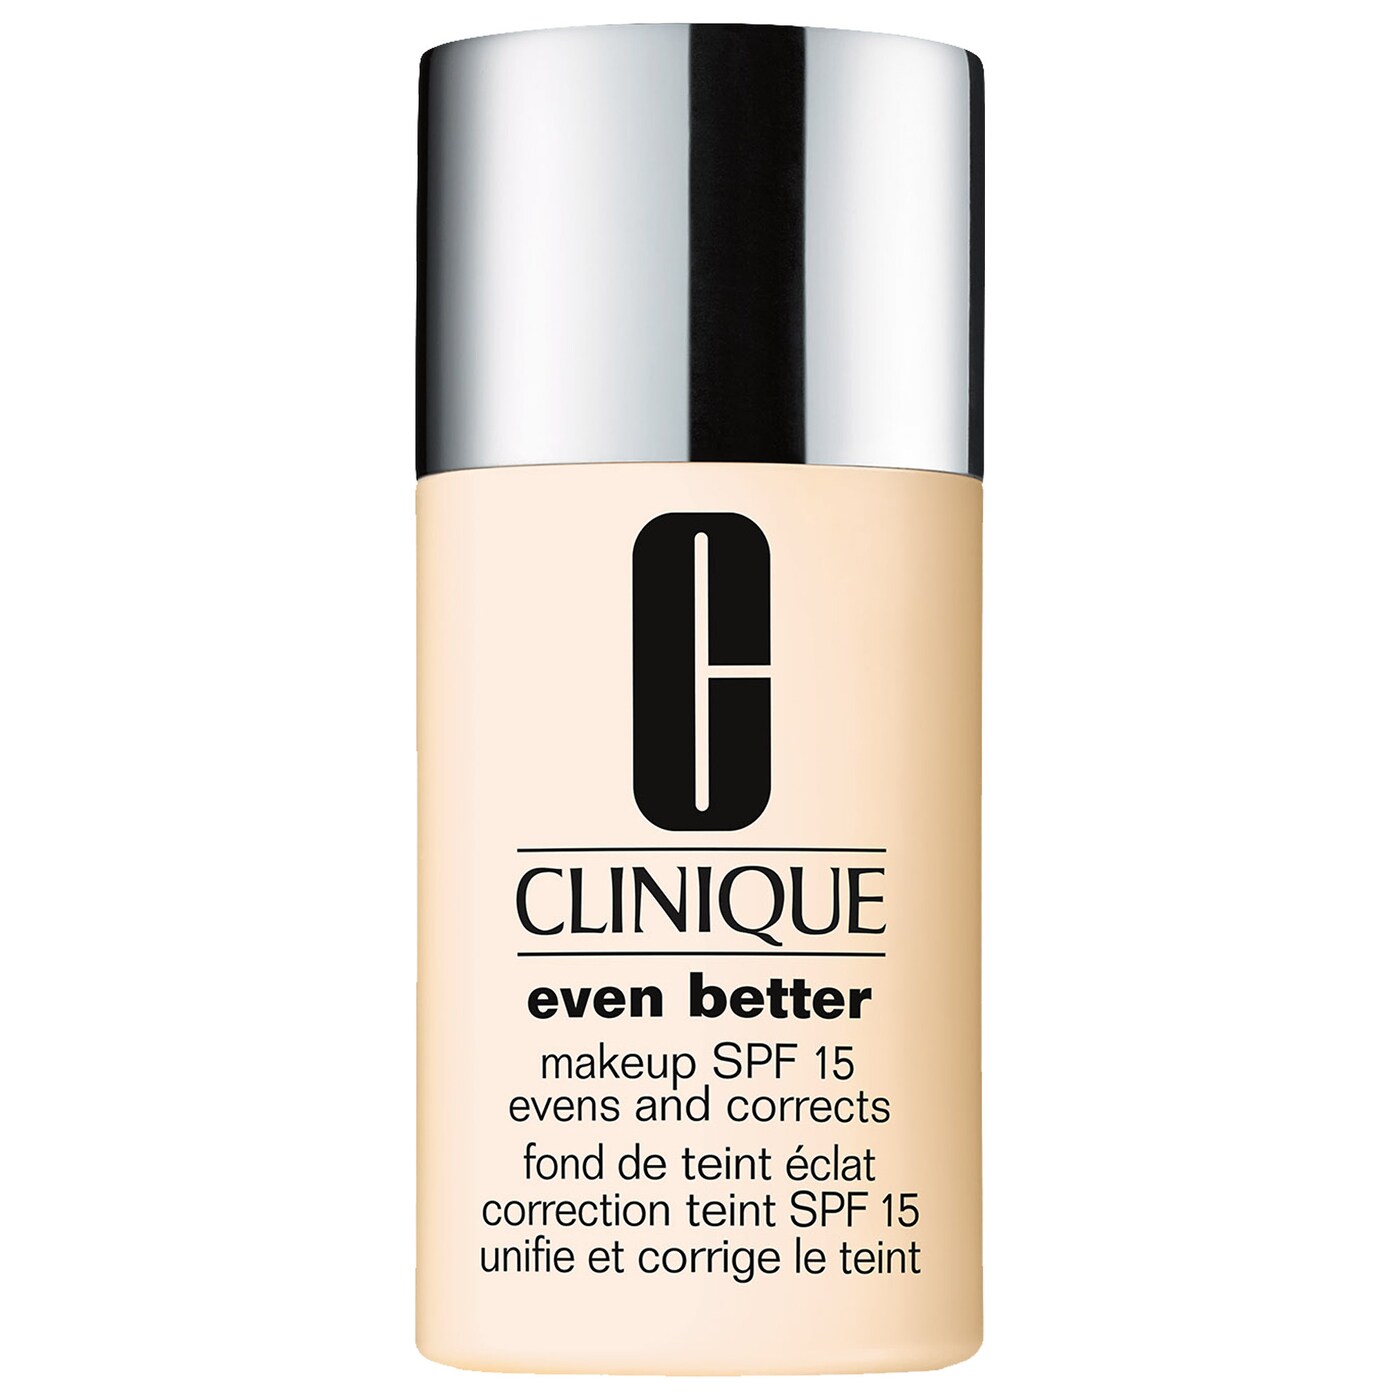 C
CLINIQUE
even better
makeup SPF 15
evens and corrects
fond de teint éclat
correction teint SPF 15
unifie et corrige le teint